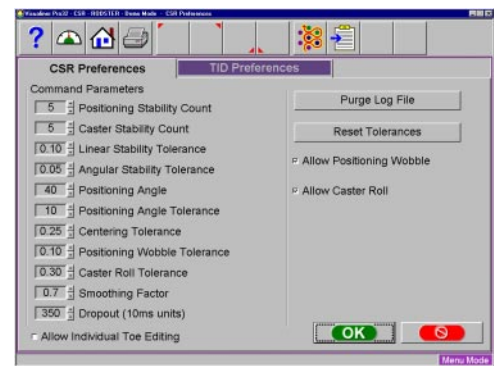 Visualiner Pro32 - CSR - RODSTER - Demo Mode - CSR Preferences
?
CSR Preferences
TID Preferences
Command Parameters
5 Positioning Stability Count
5 Caster Stability Count
0.10 Linear Stability Tolerance
0.05 Angular Stability Tolerance
40 Positioning Angle
10 Positioning Angle Tolerance
0.25 Centering Tolerance
0.10 Positioning Wobble Tolerance
0.30 Caster Roll Tolerance
0.7 Smoothing Factor
350 Dropout (10ms units)
Allow Individual Toe Editing
Purge Log File
Reset Tolerances
Allow Positioning Wobble
Allow Caster Roll
OK
Menu Mode